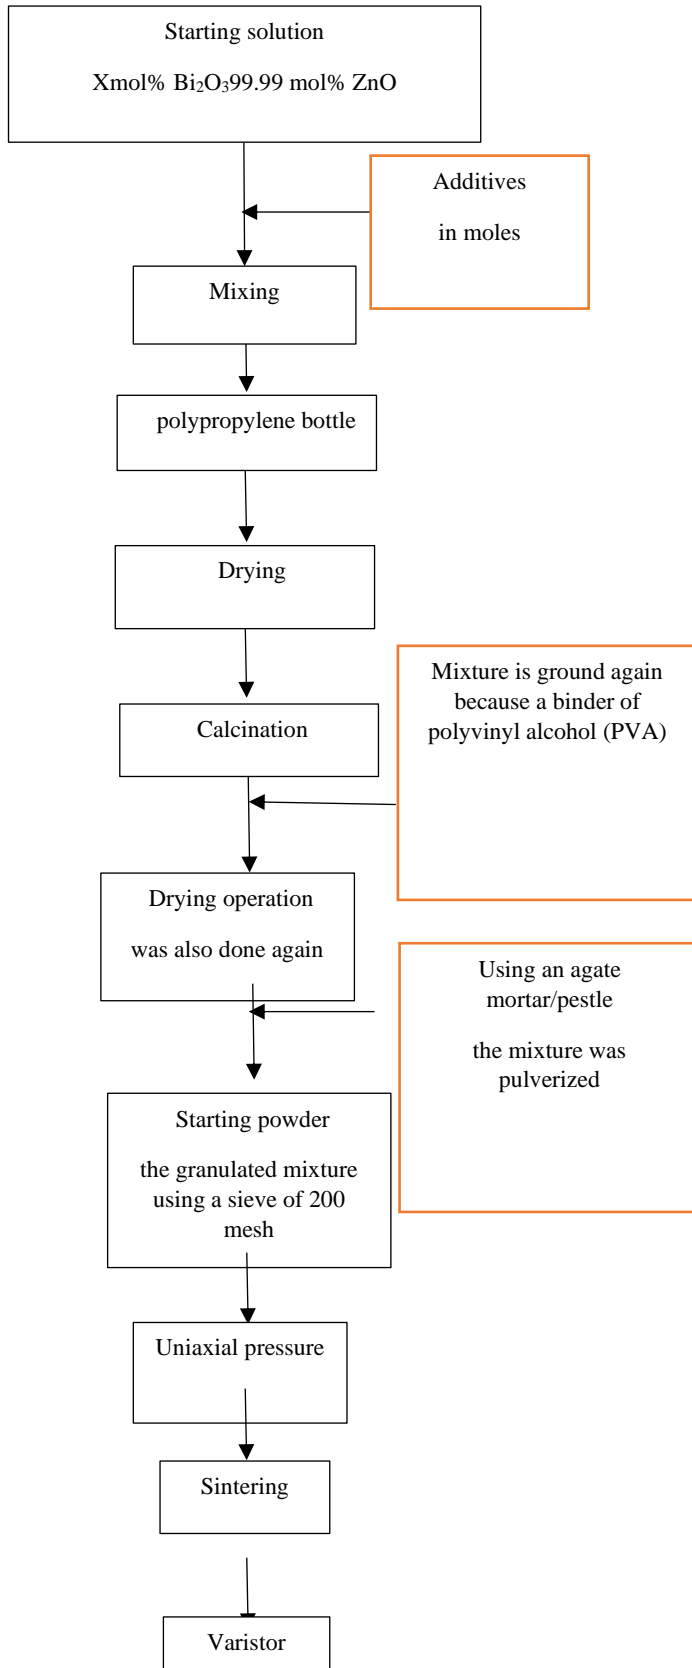 Starting solution
Xmol% Bi₂O₃99.99 mol% ZnO
Additives
in moles
Mixing
polypropylene bottle
Drying
Mixture is ground again
because a binder of
polyvinyl alcohol (PVA)
Calcination
Drying operation
was also done again
Using an agate
mortar/pestle
the mixture was
pulverized
Starting powder
the granulated mixture
using a sieve of 200
mesh
Uniaxial pressure
Sintering
Varistor